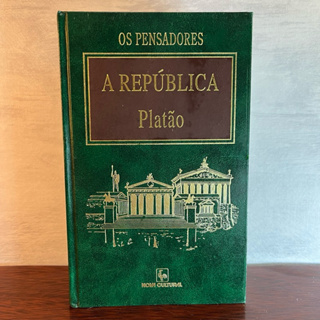 OS PENSADORES
A REPÚBLICA
Platão
NOVA CULTURAL